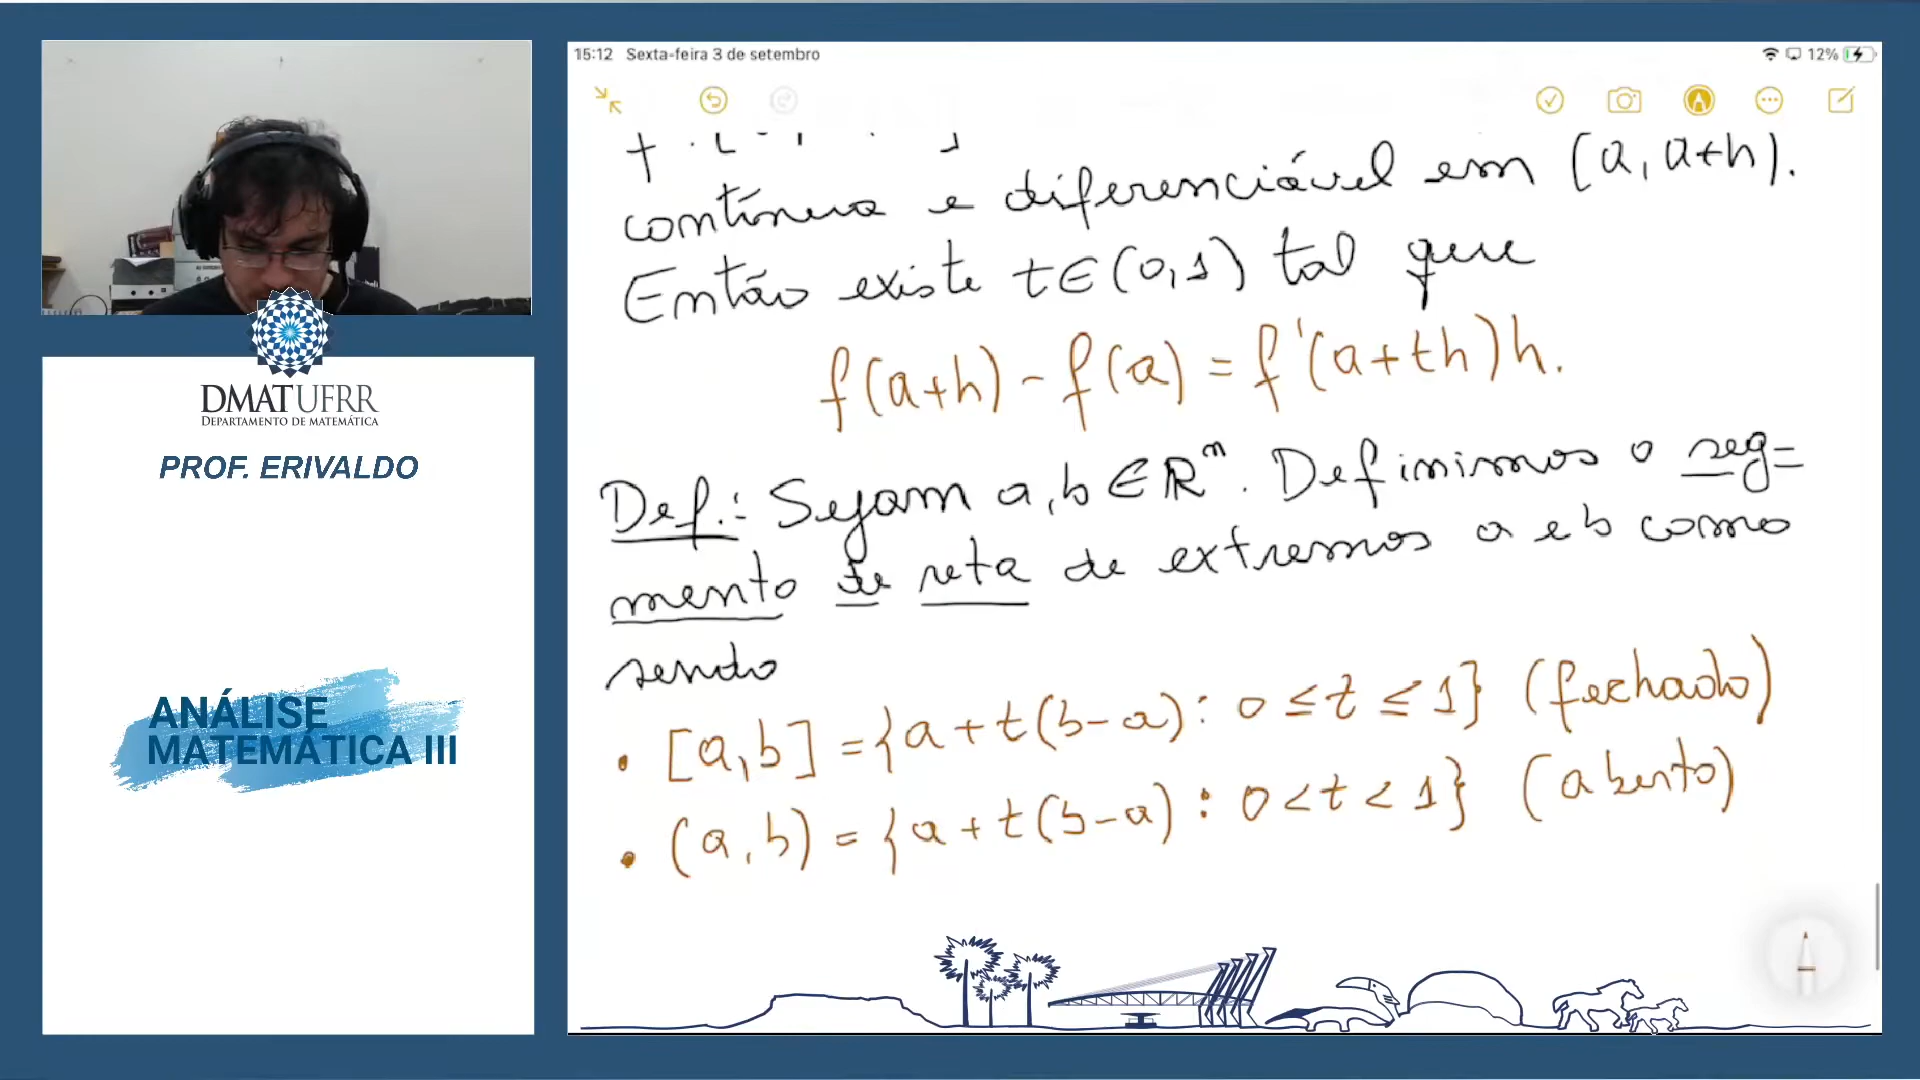 15:12 Sexta-feira 3 de setembro
12%
contínua e diferenciável em (a, a+h).
Então existe t∈(0,1) tal que
f(a+h) - f(a) = f'(a+th)h.
Def.: Sejam a,b ∈ ℝⁿ. Definimos o seg-
mento de reta de extremos a e b como
sendo
• [a,b] = {a+t(b-a): 0 ≤ t ≤ 1} (fechado)
• (a,b) = {a+t(b-a): 0 < t < 1} (aberto)
DMATUFRR
DEPARTAMENTO DE MATEMÁTICA
PROF. ERIVALDO
ANÁLISE
MATEMÁTICA III